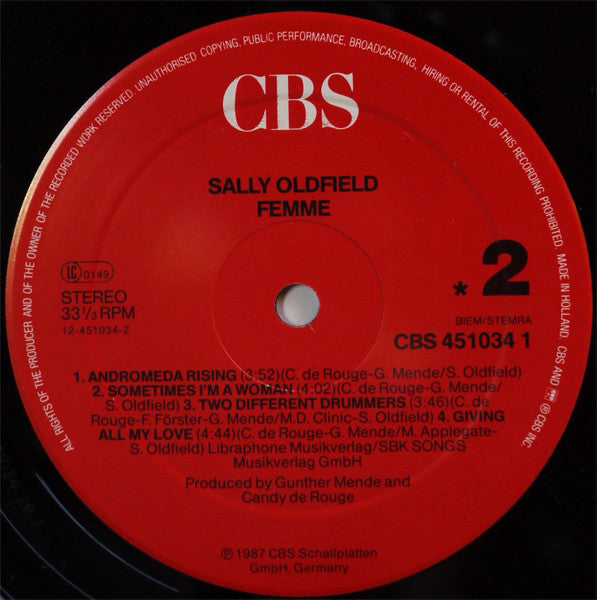 ALL RIGHTS OF THE PRODUCER AND OF THE OWNER OF THE RECORDED WORK RESERVED. UNAUTHORISED COPYING, PUBLIC PERFORMANCE, BROADCASTING, HIRING OR RENTAL OF THIS RECORDING PROHIBITED. MADE IN HOLLAND. CBS AND ® CBS INC.
CBS
SALLY OLDFIELD
FEMME
LC 0149
STEREO
33 1/3 RPM
12-451034-2
* 2
BIEM/STEMRA
CBS 451034 1
1. ANDROMEDA RISING (3:52)(C. de Rouge-G. Mende/S. Oldfield)
2. SOMETIMES I'M A WOMAN (4:02)(C. de Rouge-G. Mende/
S. Oldfield) 3. TWO DIFFERENT DRUMMERS (3:46)(C. de
Rouge-F. Förster-G. Mende/M.D. Clinic-S. Oldfield) 4. GIVING
ALL MY LOVE (4:44)(C. de Rouge-G. Mende/M. Applegate-
S. Oldfield) Libraphone Musikverlag/SBK SONGS
Musikverlag GmbH
Produced by Gunther Mende and
Candy de Rouge
℗ 1987 CBS Schallplatten
GmbH, Germany